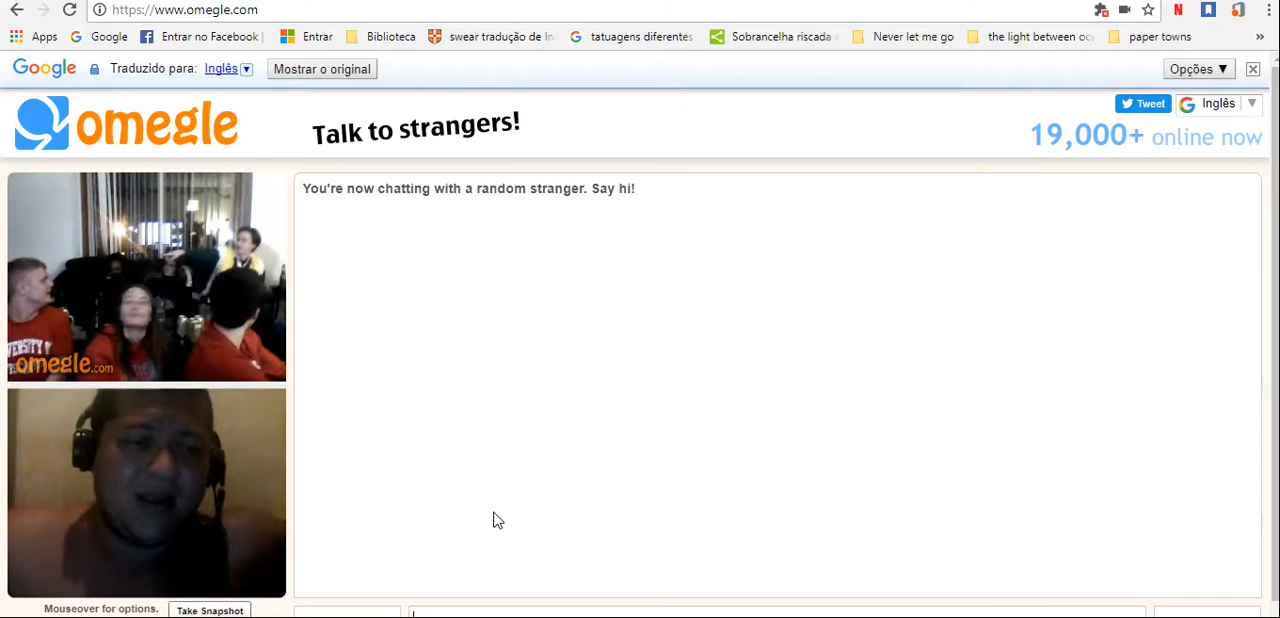 https://www.omegle.com
Apps Google Entrar no Facebook | Entrar Biblioteca swear tradução de In tatuagens diferentes Sobrancelha riscada Never let me go the light between oce paper towns »
Google Traduzido para: Inglês Mostrar o original Opções ▼
omegle Talk to strangers! Tweet Inglês
19,000+ online now
You're now chatting with a random stranger. Say hi!
omegle.com
Mouseover for options. Take Snapshot